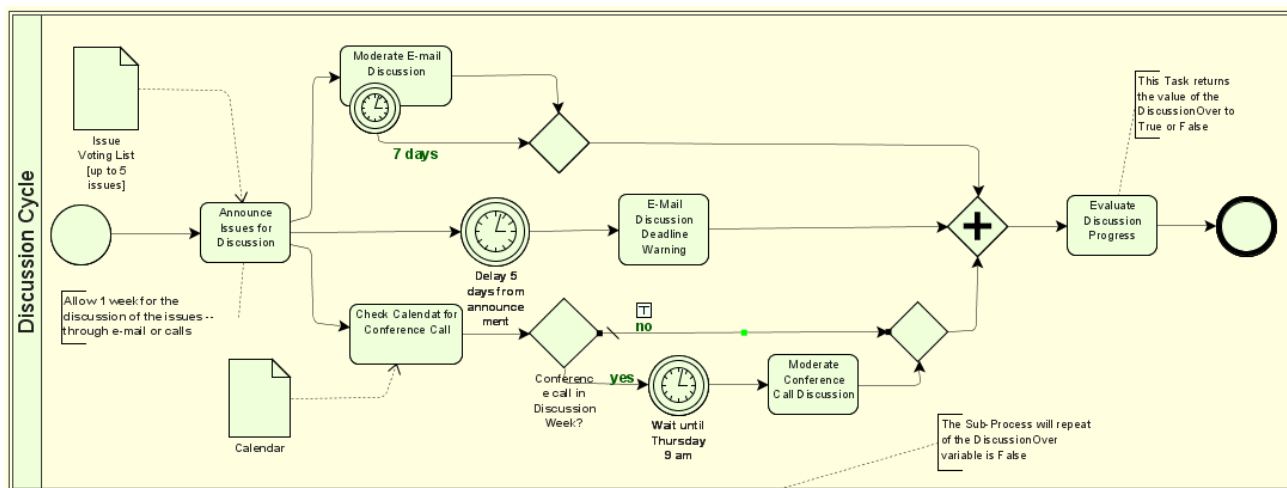 Discussion Cycle
Issue
Voting List
[up to 5
issues]
Announce
Issues for
Discussion
Allow 1 week for the
discussion of the issues --
through e-mail or calls
Calendar
Moderate E-mail
Discussion
7 days
Delay 5
days from
announce
ment
E-Mail
Discussion
Deadline
Warning
Check Calendat for
Conference Call
Conferenc
e call in
Discussion
Week?
no
yes
Wait until
Thursday
9 am
Moderate
Conference
Call Discussion
This Task returns
the value of the
DiscussionOver to
True or False
Evaluate
Discussion
Progress
The Sub-Process will repeat
of the DiscussionOver
variable is False